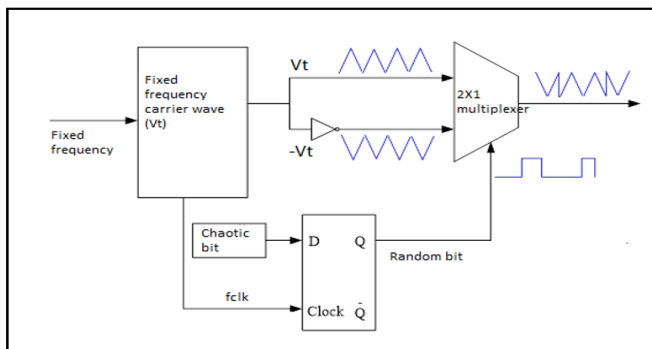 Fixed
frequency
Fixed
frequency
carrier wave
(Vt)
Vt
-Vt
2X1
multiplexer
Chaotic
bit
fclk
D Q
Clock Q̄
Random bit